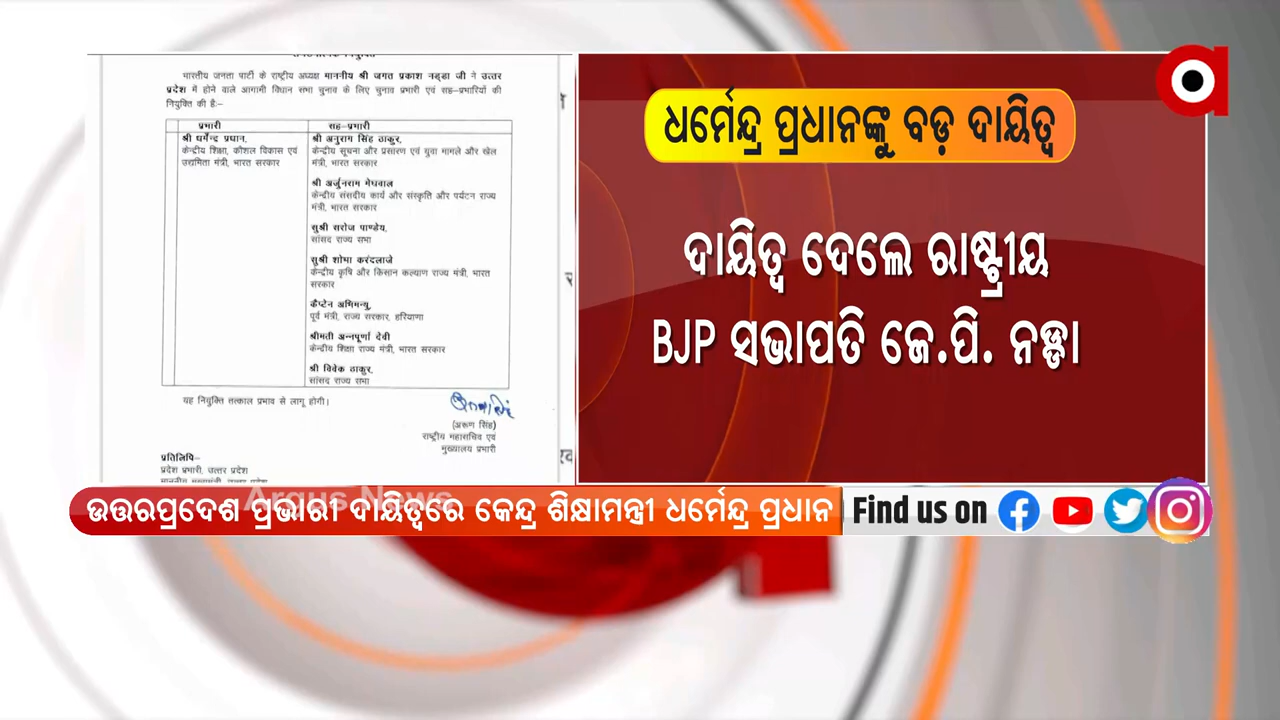 भारतीय जनता पार्टी के राष्ट्रीय अध्यक्ष माननीय श्री जगत प्रकाश नड्डा जी ने उत्तर
प्रदेश में होने वाले आगामी विधान सभा चुनाव के लिए चुनाव प्रभारी एवं सह-प्रभारियों की
नियुक्ति की है:-
प्रभारी
सह-प्रभारी
श्री धर्मेन्द्र प्रधान,
केन्द्रीय शिक्षा, कौशल विकास एवं
उद्यमिता मंत्री, भारत सरकार
श्री अनुराग सिंह ठाकुर,
केन्द्रीय सूचना और प्रसारण एवं युवा मामले और खेल
मंत्री, भारत सरकार
श्री अर्जुनराम मेघवाल
केन्द्रीय संसदीय कार्य और संस्कृति और पर्यटन राज्य
मंत्री, भारत सरकार
सुश्री सरोज पाण्डेय,
सांसद राज्य सभा
सुश्री शोभा करंदलाजे
केन्द्रीय कृषि और किसान कल्याण राज्य मंत्री, भारत
सरकार
कैप्टेन अभिमन्यु,
पूर्व मंत्री, राज्य सरकार, हरियाणा
श्रीमती अन्नपूर्णा देवी
केन्द्रीय शिक्षा राज्य मंत्री, भारत सरकार
श्री विवेक ठाकुर,
सांसद राज्य सभा
यह नियुक्ति तत्काल प्रभाव से लागू होगी।
(अरूण सिंह)
राष्ट्रीय महासचिव एवं
मुख्यालय प्रभारी
प्रतिलिपि-
प्रदेश प्रभारी, उत्तर प्रदेश
ଧର୍ମେନ୍ଦ୍ର ପ୍ରଧାନଙ୍କୁ ବଡ଼ ଦାୟିତ୍ୱ
ଦାୟିତ୍ୱ ଦେଲେ ରାଷ୍ଟ୍ରୀୟ
BJP ସଭାପତି ଜେ.ପି. ନଡ୍ଡା
Argus News
ଉତ୍ତରପ୍ରଦେଶ ପ୍ରଭାରୀ ଦାୟିତ୍ୱରେ କେନ୍ଦ୍ର ଶିକ୍ଷାମନ୍ତ୍ରୀ ଧର୍ମେନ୍ଦ୍ର ପ୍ରଧାନ
Find us on